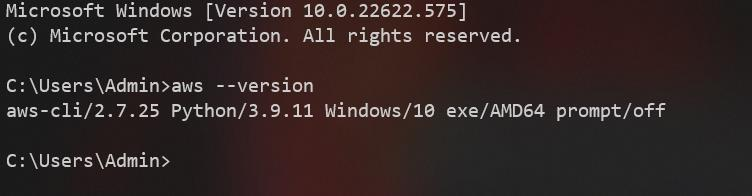 Microsoft Windows [Version 10.0.22622.575]
(c) Microsoft Corporation. All rights reserved.
C:\Users\Admin>aws --version
aws-cli/2.7.25 Python/3.9.11 Windows/10 exe/AMD64 prompt/off
C:\Users\Admin>